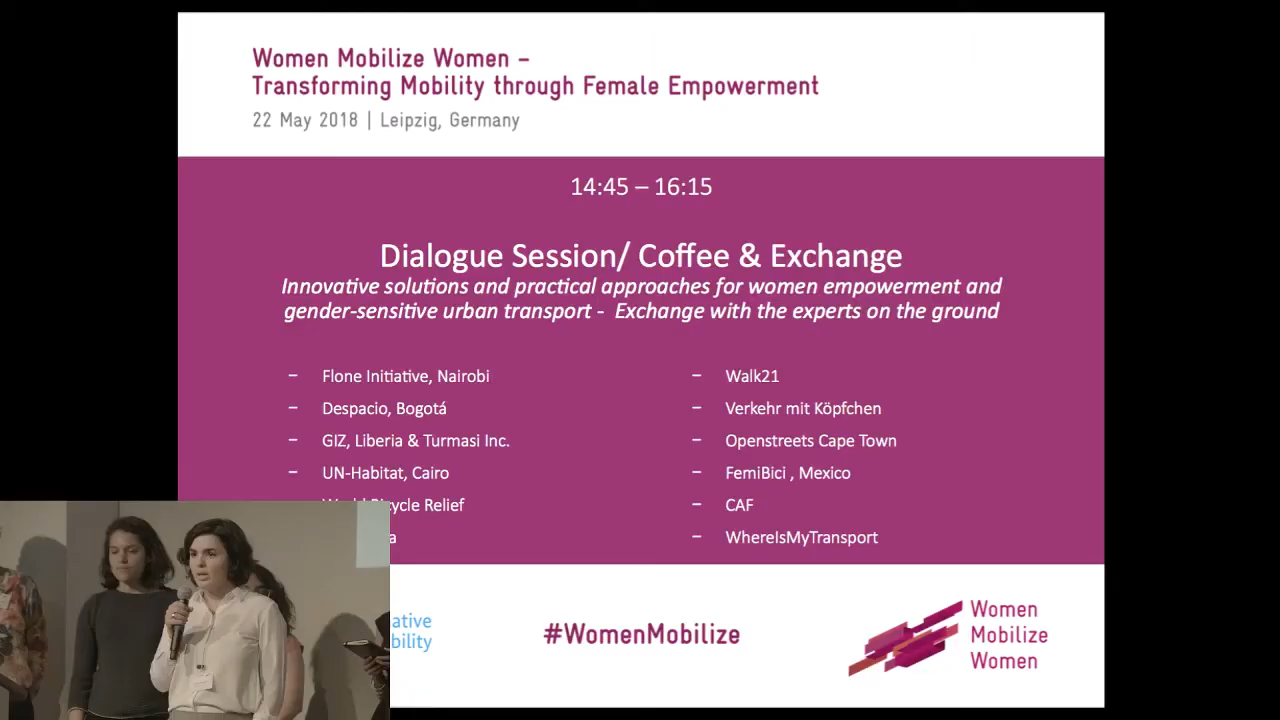 Women Mobilize Women –
Transforming Mobility through Female Empowerment
22 May 2018 | Leipzig, Germany
14:45 – 16:15
Dialogue Session/ Coffee & Exchange
Innovative solutions and practical approaches for women empowerment and
gender-sensitive urban transport - Exchange with the experts on the ground
– Flone Initiative, Nairobi
– Despacio, Bogotá
– GIZ, Liberia & Turmasi Inc.
– UN-Habitat, Cairo
Relief
– Walk21
– Verkehr mit Köpfchen
– Openstreets Cape Town
– FemiBici , Mexico
– CAF
– WhereIsMyTransport
#WomenMobilize
Women
Mobilize
Women